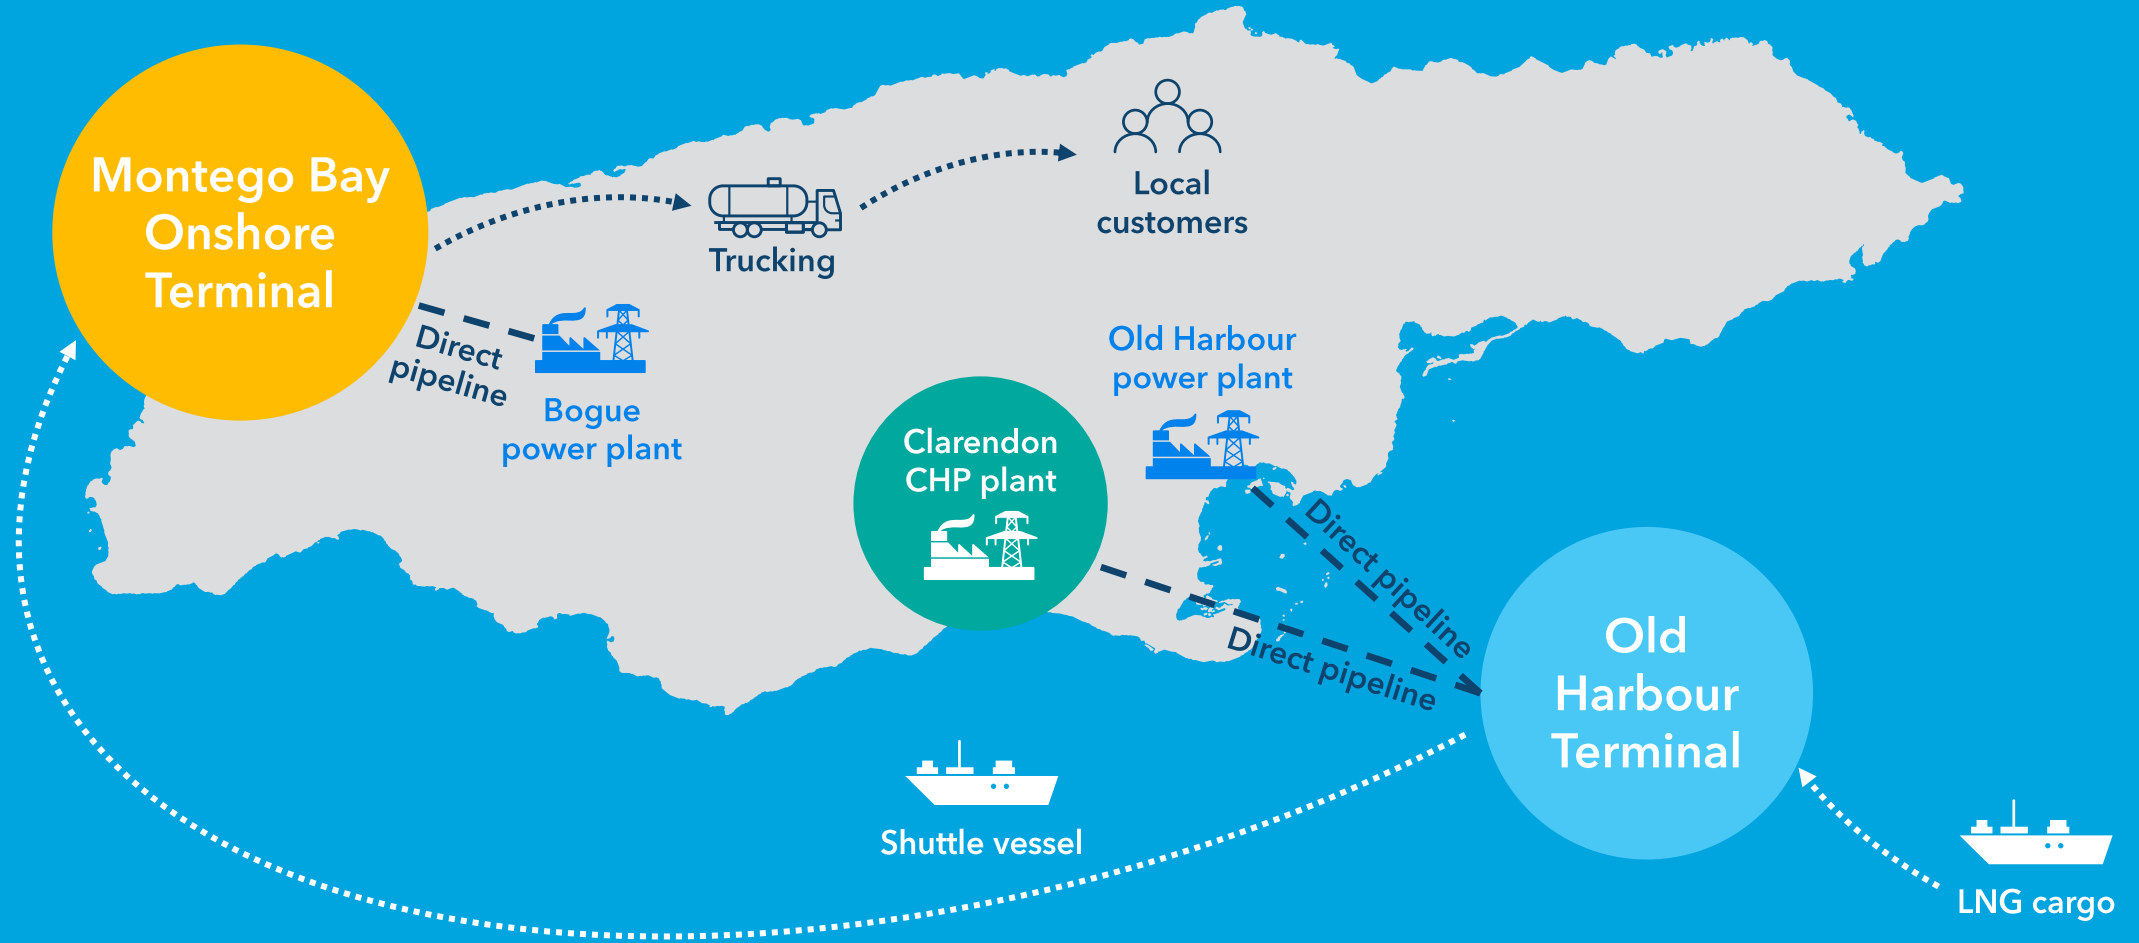 Montego Bay
Onshore
Terminal
Trucking
Local
customers
Direct
pipeline
Bogue
power plant
Old Harbour
power plant
Clarendon
CHP plant
Direct pipeline
Direct pipeline
Old
Harbour
Terminal
Shuttle vessel
LNG cargo